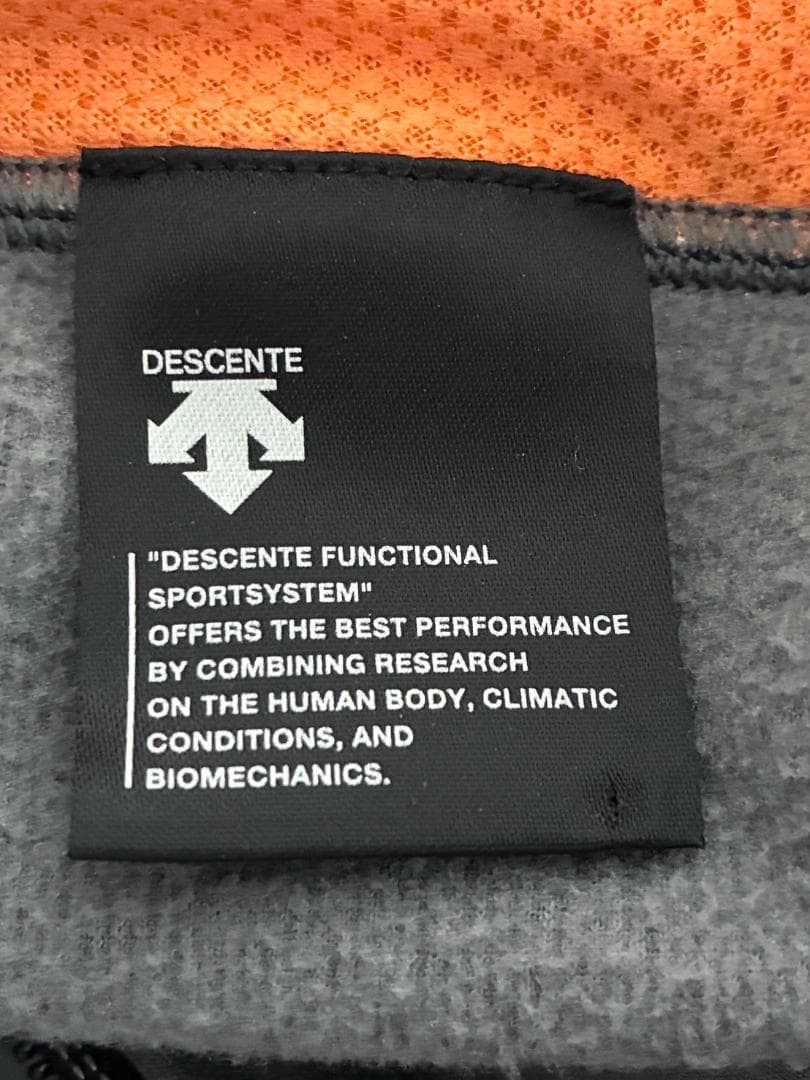 DESCENTE
"DESCENTE FUNCTIONAL
SPORTSYSTEM"
OFFERS THE BEST PERFORMANCE
BY COMBINING RESEARCH
ON THE HUMAN BODY, CLIMATIC
CONDITIONS, AND
BIOMECHANICS.